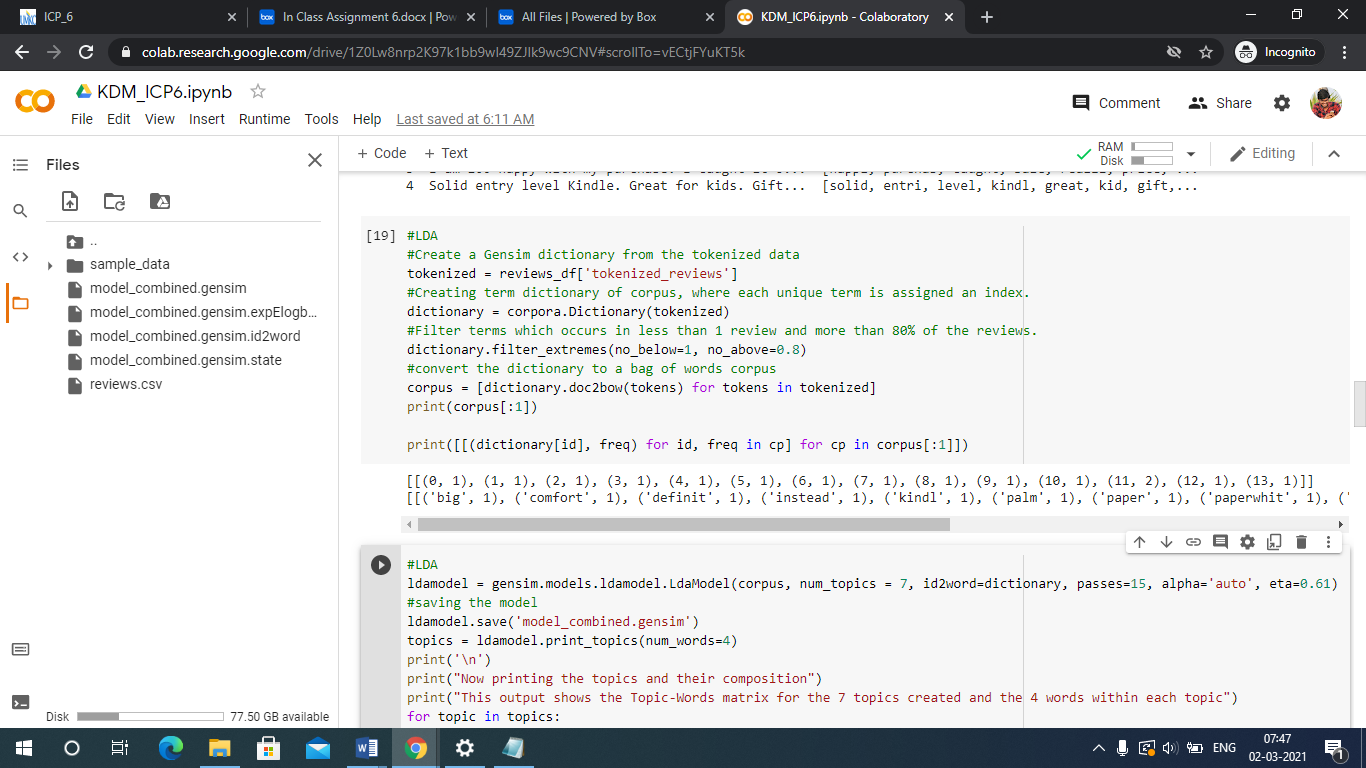 ICP_6
In Class Assignment 6.docx | Pow
All Files | Powered by Box
KDM_ICP6.ipynb - Colaboratory
colab.research.google.com/drive/1Z0Lw8nrp2K97k1bb9wI49ZJIk9wc9CNV#scrollTo=vECtjFYuKT5k
Incognito
KDM_ICP6.ipynb
File Edit View Insert Runtime Tools Help Last saved at 6:11 AM
Comment
Share
Files
+ Code + Text
RAM
Disk
Editing
..
sample_data
model_combined.gensim
model_combined.gensim.expElogb...
model_combined.gensim.id2word
model_combined.gensim.state
reviews.csv
Disk 77.50 GB available
4 Solid entry level Kindle. Great for kids. Gift... [solid, entri, level, kindl, great, kid, gift,...
[19] #LDA
#Create a Gensim dictionary from the tokenized data
tokenized = reviews_df['tokenized_reviews']
#Creating term dictionary of corpus, where each unique term is assigned an index.
dictionary = corpora.Dictionary(tokenized)
#Filter terms which occurs in less than 1 review and more than 80% of the reviews.
dictionary.filter_extremes(no_below=1, no_above=0.8)
#convert the dictionary to a bag of words corpus
corpus = [dictionary.doc2bow(tokens) for tokens in tokenized]
print(corpus[:1])
print([[(dictionary[id], freq) for id, freq in cp] for cp in corpus[:1]])
[[(0, 1), (1, 1), (2, 1), (3, 1), (4, 1), (5, 1), (6, 1), (7, 1), (8, 1), (9, 1), (10, 1), (11, 2), (12, 1), (13, 1)]]
[[('big', 1), ('comfort', 1), ('definit', 1), ('instead', 1), ('kindl', 1), ('palm', 1), ('paper', 1), ('paperwhit', 1), ('
#LDA
ldamodel = gensim.models.ldamodel.LdaModel(corpus, num_topics = 7, id2word=dictionary, passes=15, alpha='auto', eta=0.61)
#saving the model
ldamodel.save('model_combined.gensim')
topics = ldamodel.print_topics(num_words=4)
print('\n')
print("Now printing the topics and their composition")
print("This output shows the Topic-Words matrix for the 7 topics created and the 4 words within each topic")
for topic in topics:
ENG
07:47
02-03-2021
1